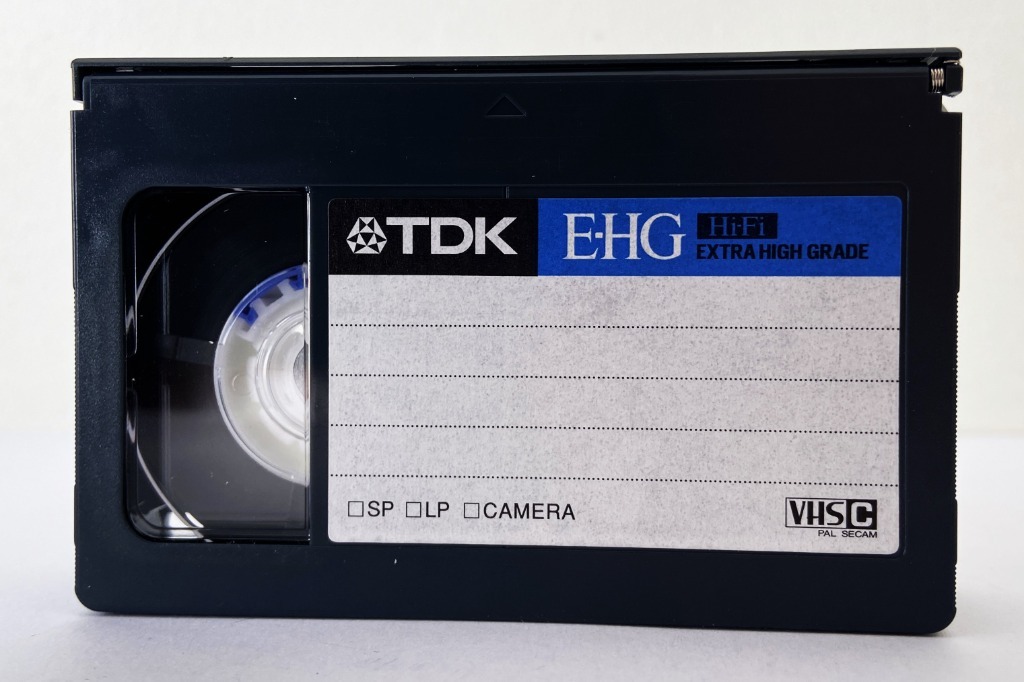 TDK E-HG Hi-Fi
EXTRA HIGH GRADE
SP LP CAMERA
VHS C
PAL SECAM